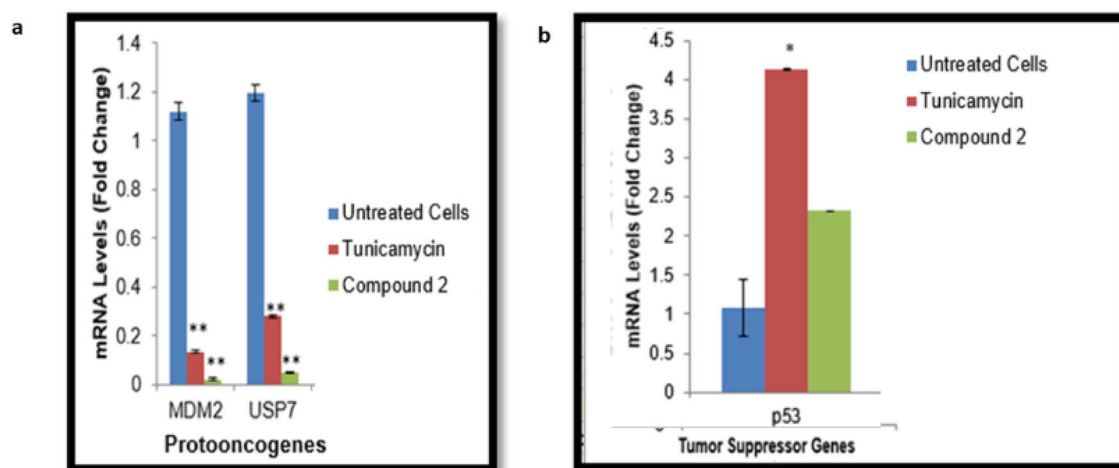 a
mRNA Levels (Fold Change)
1.4
1.2
1
0.8
0.6
0.4
0.2
0
**
**
**
**
MDM2 USP7
Protooncogenes
Untreated Cells
Tunicamycin
Compound 2
b
mRNA Levels (Fold Change)
4.5
4
3.5
3
2.5
2
1.5
1
0.5
0
*
p53
Tumor Suppressor Genes
Untreated Cells
Tunicamycin
Compound 2